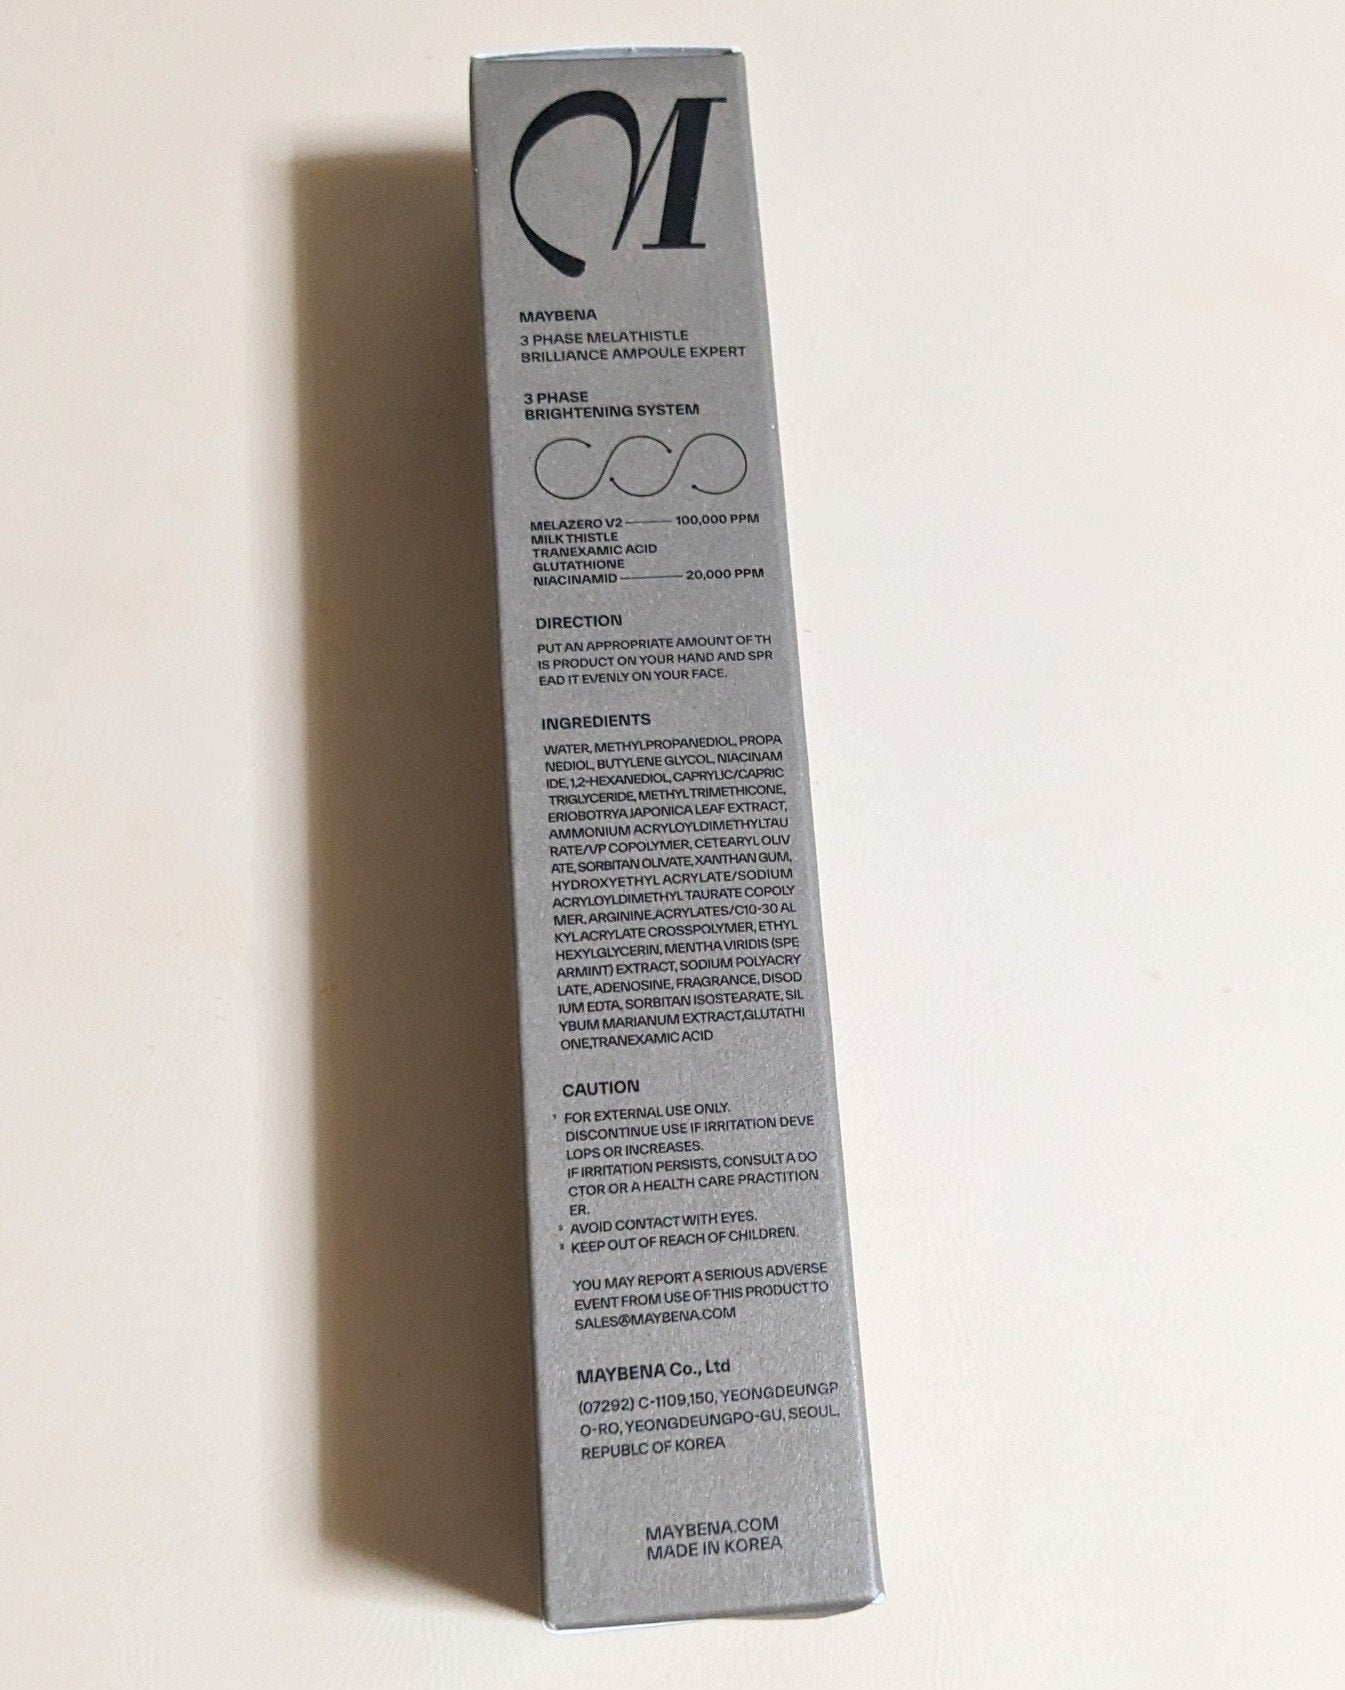 M
MAYBENA
3 PHASE MELATHISTLE
BRILLIANCE AMPOULE EXPERT
3 PHASE
BRIGHTENING SYSTEM
MELAZERO V2 100,000 PPM
MILK THISTLE
TRANEXAMIC ACID
GLUTATHIONE
NIACINAMID 20,000 PPM
DIRECTION
PUT AN APPROPRIATE AMOUNT OF TH
IS PRODUCT ON YOUR HAND AND SPR
EAD IT EVENLY ON YOUR FACE.
INGREDIENTS
WATER, METHYLPROPANEDIOL, PROPA
NEDIOL, BUTYLENE GLYCOL, NIACINAM
IDE, 1,2-HEXANEDIOL, CAPRYLIC/CAPRIC
TRIGLYCERIDE, METHYL TRIMETHICONE,
ERIOBOTRYA JAPONICA LEAF EXTRACT,
AMMONIUM ACRYLOYLDIMETHYLTAU
RATE/VP COPOLYMER, CETEARYL OLIV
ATE, SORBITAN OLIVATE, XANTHAN GUM,
HYDROXYETHYL ACRYLATE/SODIUM
ACRYLOYLDIMETHYL TAURATE COPOLY
MER, ARGININE,ACRYLATES/C10-30 AL
KYL ACRYLATE CROSSPOLYMER, ETHYL
HEXYLGLYCERIN, MENTHA VIRIDIS (SPE
ARMINT) EXTRACT, SODIUM POLYACRY
LATE, ADENOSINE, FRAGRANCE, DISOD
IUM EDTA, SORBITAN ISOSTEARATE, SIL
YBUM MARIANUM EXTRACT,GLUTATHI
ONE,TRANEXAMIC ACID
CAUTION
1 FOR EXTERNAL USE ONLY.
DISCONTINUE USE IF IRRITATION DEVE
LOPS OR INCREASES.
IF IRRITATION PERSISTS, CONSULT A DO
CTOR OR A HEALTH CARE PRACTITION
ER.
2 AVOID CONTACT WITH EYES.
3 KEEP OUT OF REACH OF CHILDREN.
YOU MAY REPORT A SERIOUS ADVERSE
EVENT FROM USE OF THIS PRODUCT TO
SALES@MAYBENA.COM
MAYBENA Co., Ltd
(07292) C-1109,150, YEONGDEUNGP
O-RO, YEONGDEUNGPO-GU, SEOUL,
REPUBLC OF KOREA
MAYBENA.COM
MADE IN KOREA